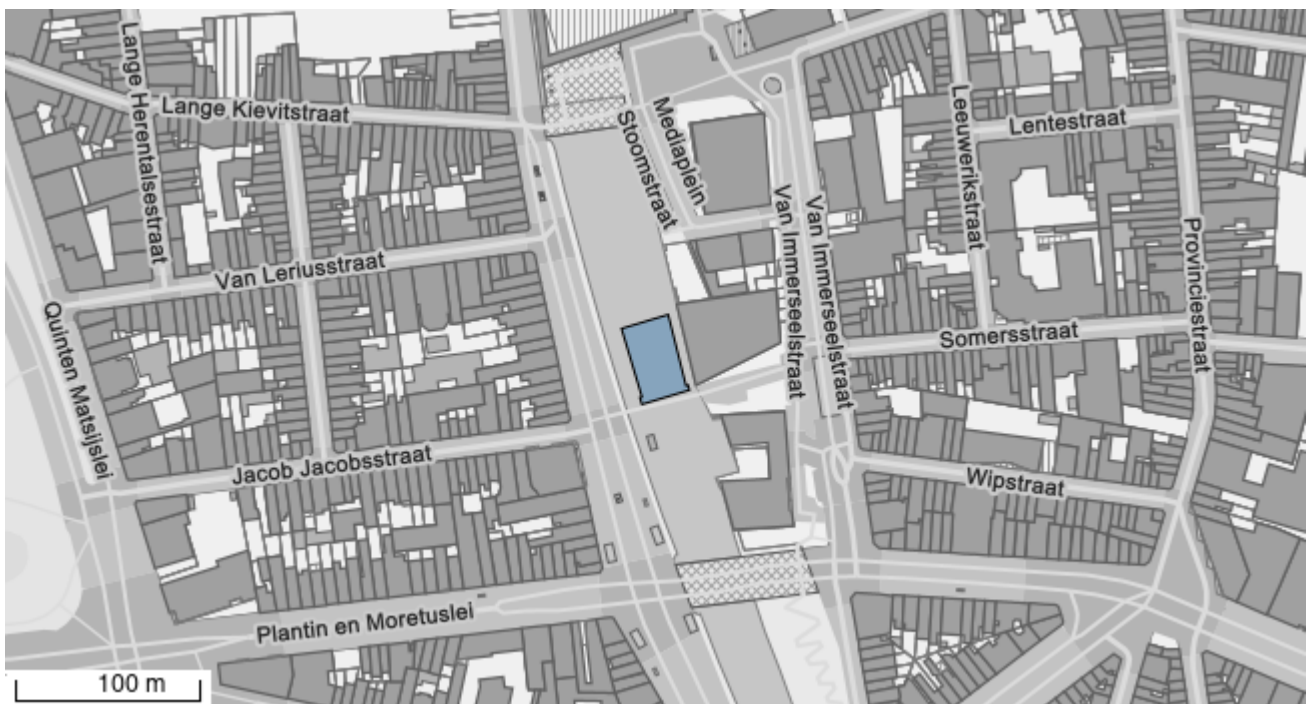 Lange Herentalsestraat
Lange Kievitstraat
Mediaplein
Stoomstraat
Leeuwerikstraat
Lentestraat
Van Immerseelstraat
Van Immerseelstraat
Provinciestraat
Van Leriusstraat
Quinten Matsijslei
Somersstraat
Jacob Jacobsstraat
Wipstraat
Plantin en Moretuslei
100 m